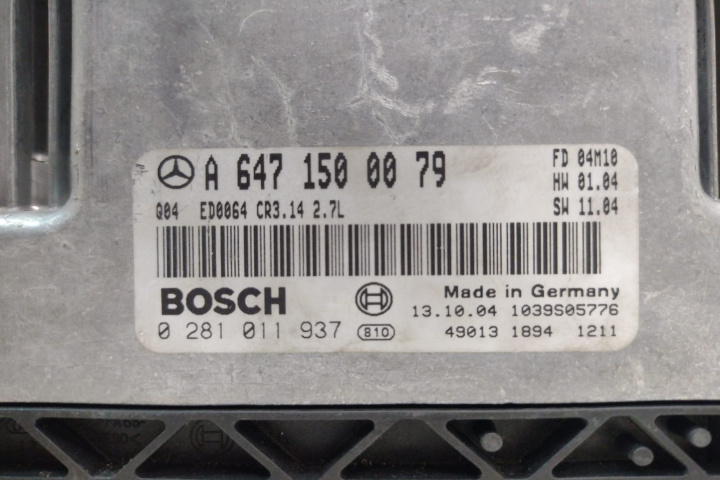 A 647 150 00 79
FD 04M10
HW 01.04
G04 ED0064 CR3.14 2.7L
SW 11.04
BOSCH
Made in Germany
13.10.04 1039S05776
0 281 011 937 810
49013 1894 1211